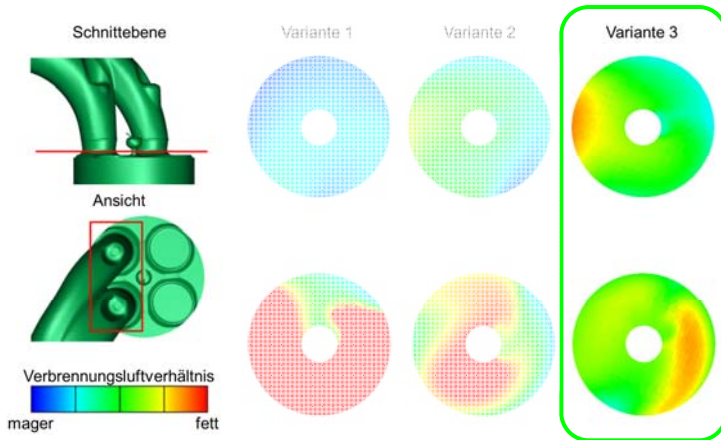 Schnittebene
Variante 1
Variante 2
Variante 3
Ansicht
Verbrennungsluftverhältnis
mager
fett